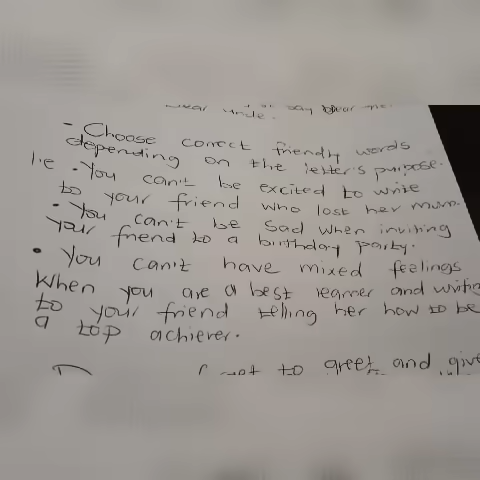 uncle. say
- Choose correct friendly words
depending on the letter's purpose.
I.e • You can't be excited to write
to your friend who lost her mum.
• You can't be sad when inviting
your friend to a birthday party.
• You can't have mixed feelings
When you are a best learner and writing
to your friend telling her how to be
a top achiever.
to greet and give